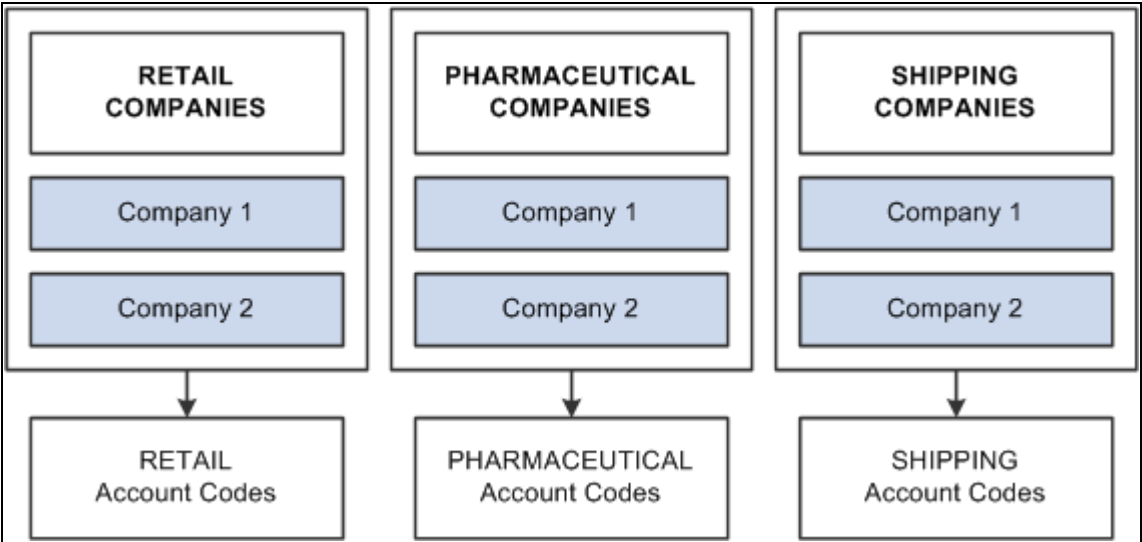 RETAIL
COMPANIES
Company 1
Company 2
RETAIL
Account Codes
PHARMACEUTICAL
COMPANIES
Company 1
Company 2
PHARMACEUTICAL
Account Codes
SHIPPING
COMPANIES
Company 1
Company 2
SHIPPING
Account Codes